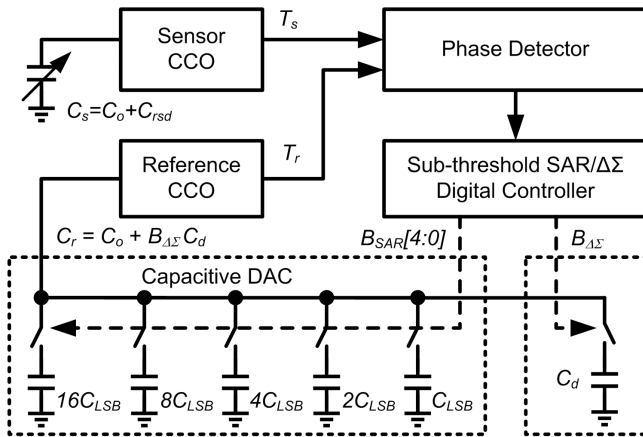 Sensor
CCO
T_s
Phase Detector
C_s=C_o+C_rsd
Reference
CCO
T_r
Sub-threshold SAR/ΔΣ
Digital Controller
C_r = C_o + B_ΔΣ C_d
B_SAR[4:0]
B_ΔΣ
Capacitive DAC
16C_LSB
8C_LSB
4C_LSB
2C_LSB
C_LSB
C_d